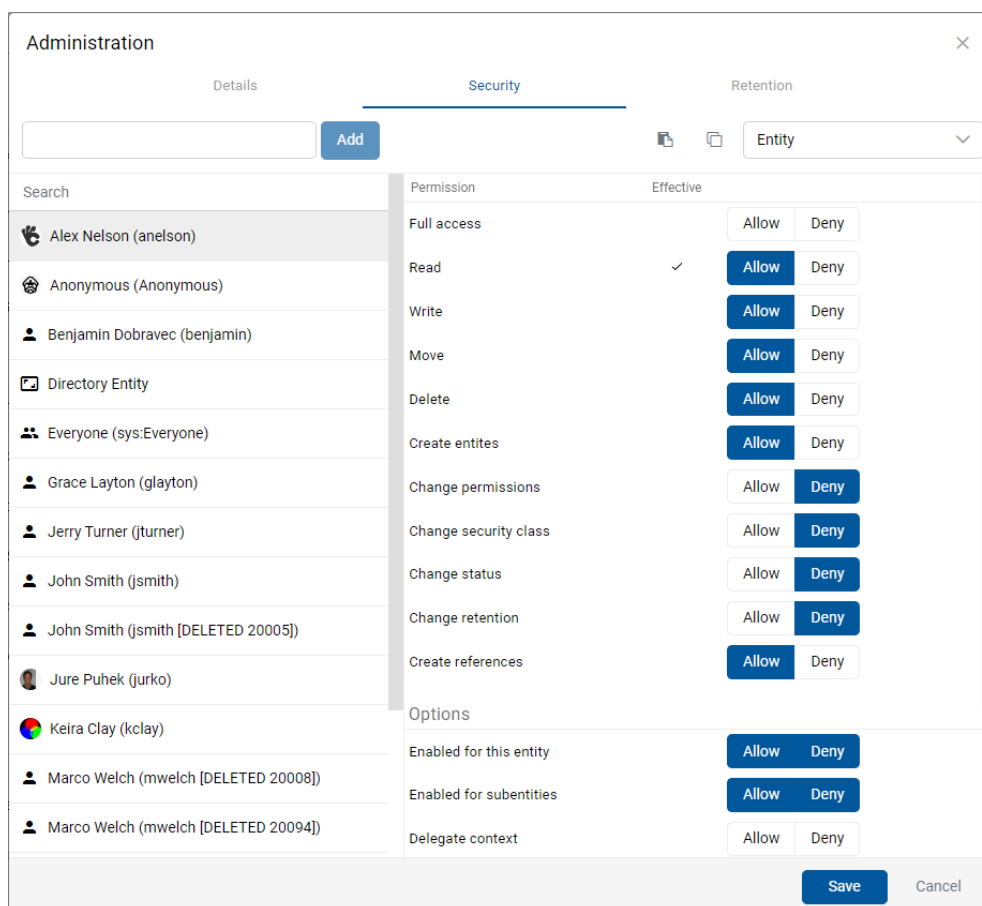 Administration
Details Security Retention
Add Entity
Search
Alex Nelson (anelson)
Anonymous (Anonymous)
Benjamin Dobravec (benjamin)
Directory Entity
Everyone (sys:Everyone)
Grace Layton (glayton)
Jerry Turner (jturner)
John Smith (jsmith)
John Smith (jsmith [DELETED 20005])
Jure Puhek (jurko)
Keira Clay (kclay)
Marco Welch (mwelch [DELETED 20008])
Marco Welch (mwelch [DELETED 20094])
Permission Effective
Full access Allow Deny
Read Allow Deny
Write Allow Deny
Move Allow Deny
Delete Allow Deny
Create entites Allow Deny
Change permissions Allow Deny
Change security class Allow Deny
Change status Allow Deny
Change retention Allow Deny
Create references Allow Deny
Options
Enabled for this entity Allow Deny
Enabled for subentities Allow Deny
Delegate context Allow Deny
Save Cancel